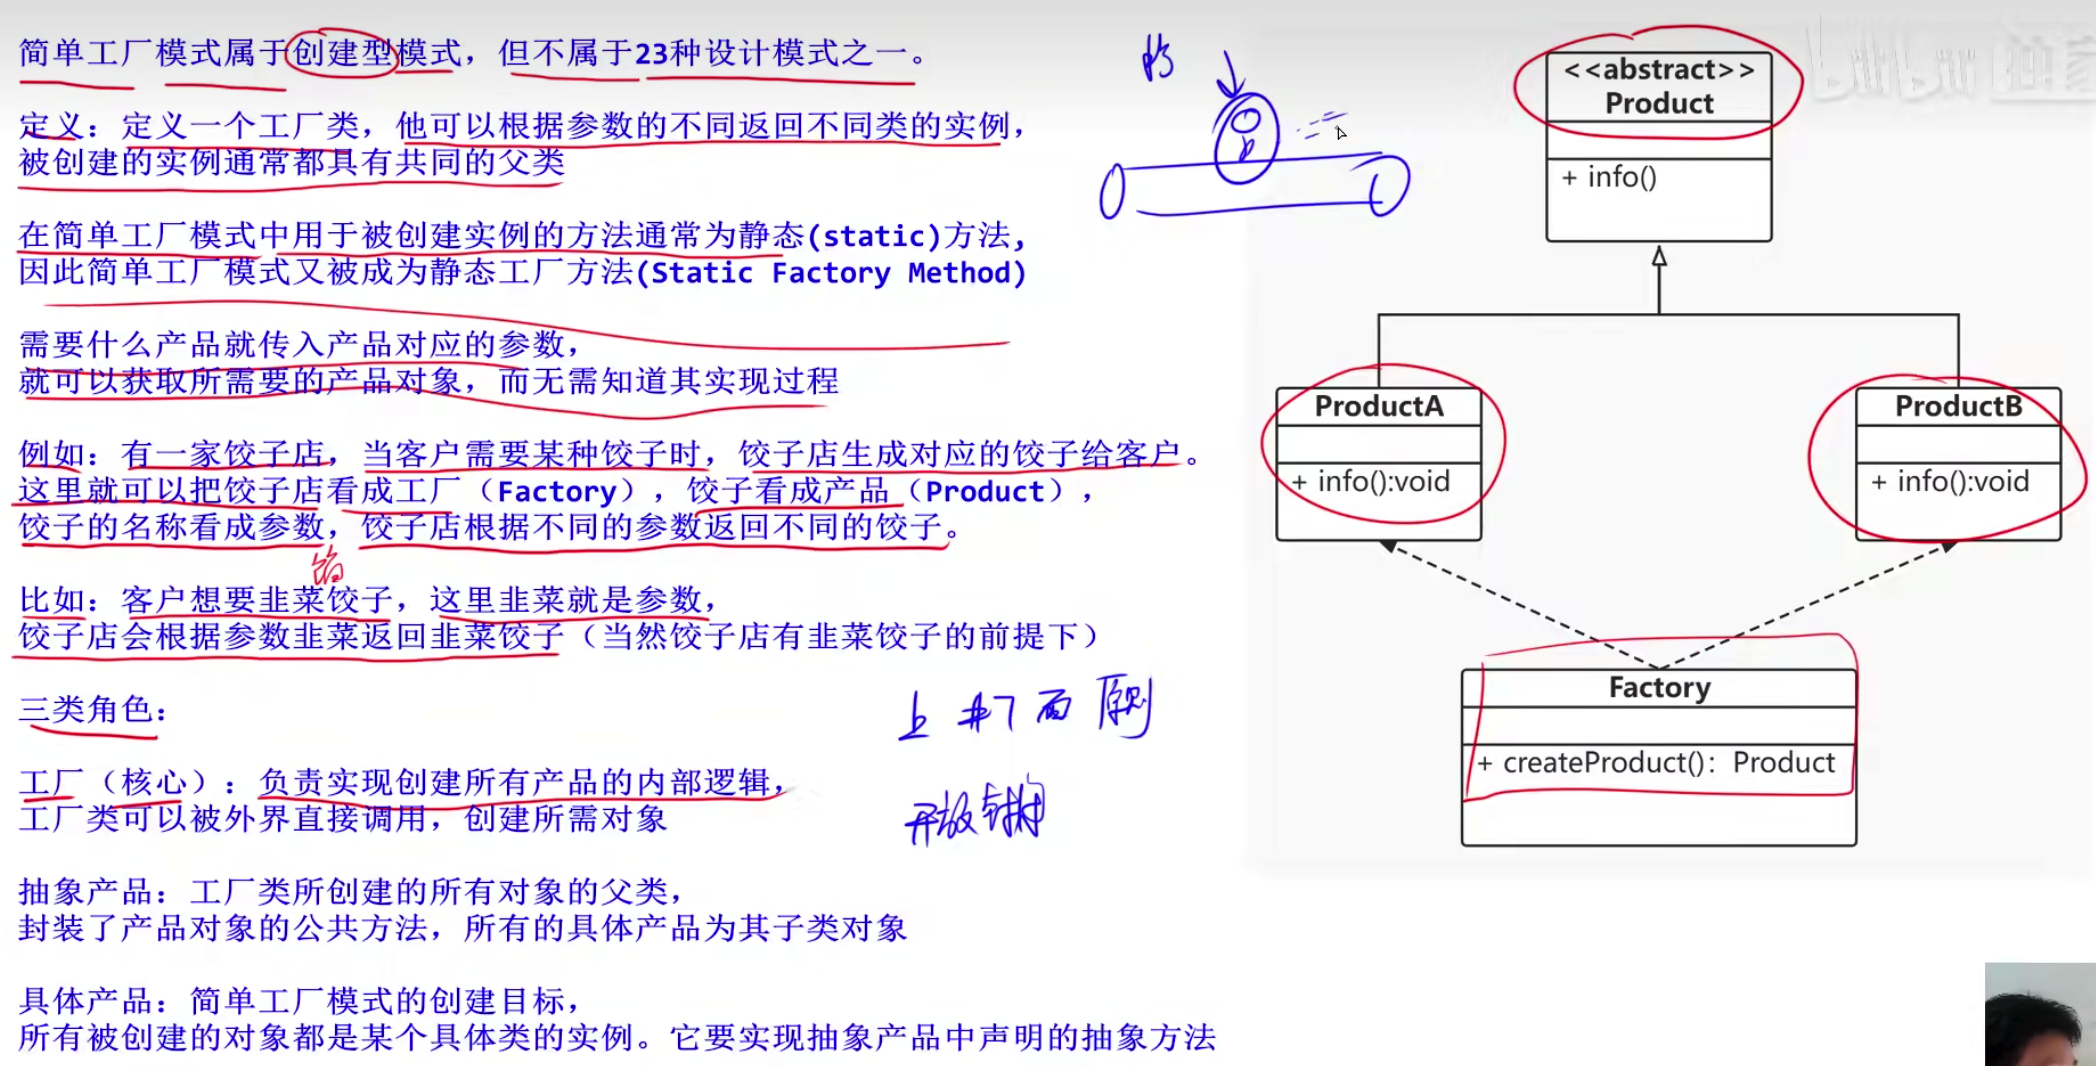 简单工厂模式属于创建型模式，但不属于23种设计模式之一。
定义：定义一个工厂类，他可以根据参数的不同返回不同类的实例，
被创建的实例通常都具有共同的父类
在简单工厂模式中用于被创建实例的方法通常为静态(static)方法,
因此简单工厂模式又被成为静态工厂方法(Static Factory Method)
需要什么产品就传入产品对应的参数，
就可以获取所需要的产品对象，而无需知道其实现过程
例如：有一家饺子店，当客户需要某种饺子时，饺子店生成对应的饺子给客户。
这里就可以把饺子店看成工厂（Factory），饺子看成产品（Product），
饺子的名称看成参数，饺子店根据不同的参数返回不同的饺子。
馅
比如：客户想要韭菜饺子，这里韭菜就是参数，
饺子店会根据参数韭菜返回韭菜饺子（当然饺子店有韭菜饺子的前提下）
三类角色：
工厂（核心）：负责实现创建所有产品的内部逻辑，
工厂类可以被外界直接调用，创建所需对象
抽象产品：工厂类所创建的所有对象的父类，
封装了产品对象的公共方法，所有的具体产品为其子类对象
具体产品：简单工厂模式的创建目标，
所有被创建的对象都是某个具体类的实例。它要实现抽象产品中声明的抽象方法
原则
开放
<<abstract>>
Product
+ info()
ProductA
+ info():void
ProductB
+ info():void
Factory
+ createProduct(): Product
bilibili